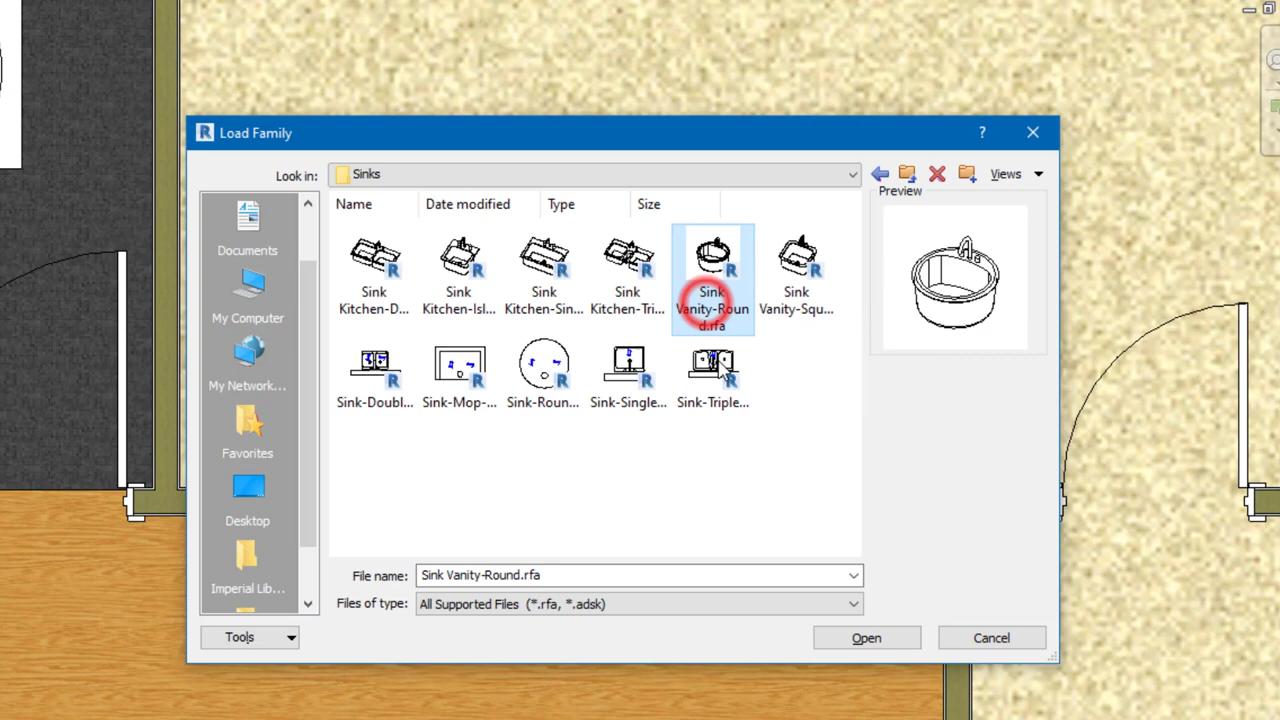 R Load Family
?
Look in: Sinks
Views
Preview
Name Date modified Type Size
Documents
My Computer
My Network...
Favorites
Desktop
Imperial Lib...
Sink
Kitchen-D...
Sink
Kitchen-Isl...
Sink
Kitchen-Sin...
Sink
Kitchen-Tri...
Sink
Vanity-Roun
d.rfa
Sink
Vanity-Squ...
Sink-Doubl...
Sink-Mop-...
Sink-Roun...
Sink-Single...
Sink-Triple...
File name: Sink Vanity-Round.rfa
Files of type: All Supported Files (*.rfa, *.adsk)
Tools
Open
Cancel